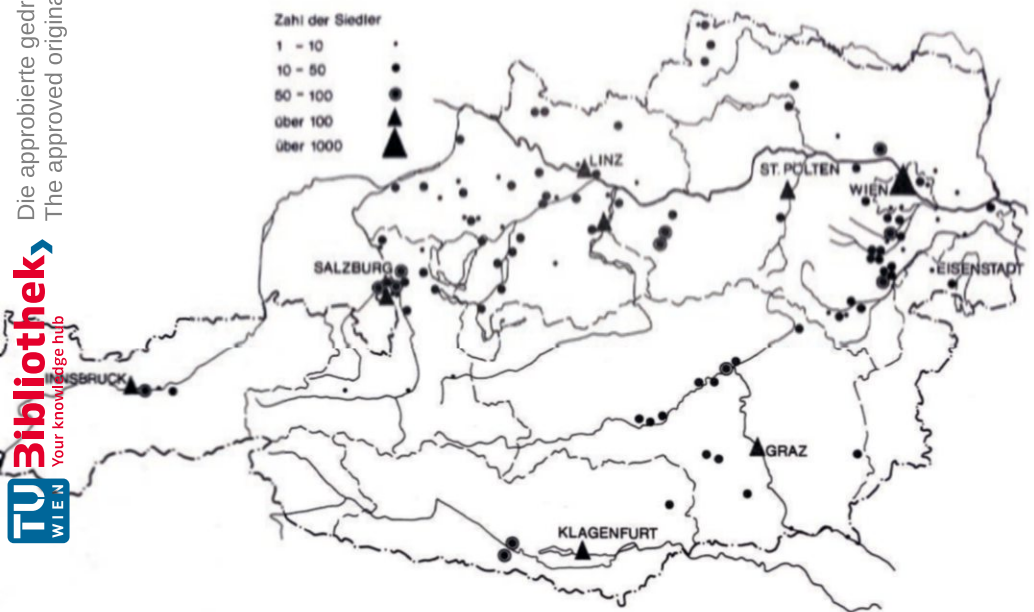 Zahl der Siedler
1 – 10
10 – 50
50 – 100
über 100
über 1000
LINZ
ST. PÖLTEN
WIEN
SALZBURG
EISENSTADT
INNSBRUCK
GRAZ
KLAGENFURT
Die approbierte gedr
The approved origina
TU
WIEN
Bibliothek
Your knowledge hub